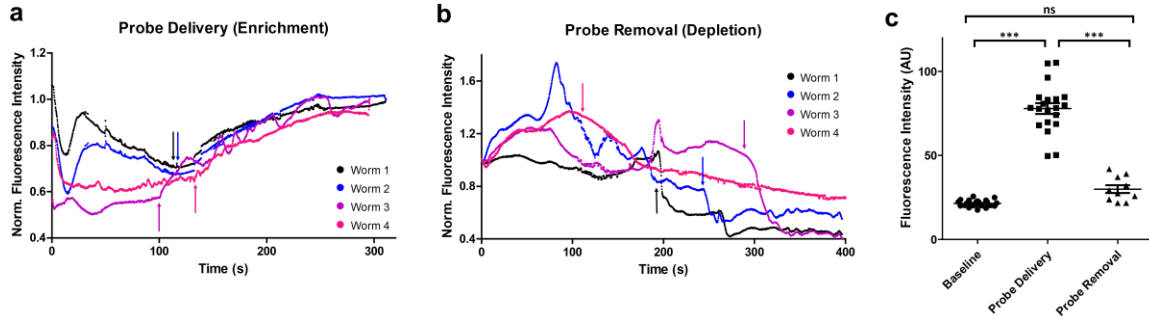 a
Probe Delivery (Enrichment)
Norm. Fluorescence Intensity
1.2
1.0
0.8
0.6
0.4
0
100
200
300
Time (s)
Worm 1
Worm 2
Worm 3
Worm 4
b
Probe Removal (Depletion)
Norm. Fluorescence Intensity
1.6
1.2
0.8
0.4
0
100
200
300
400
Time (s)
Worm 1
Worm 2
Worm 3
Worm 4
c
ns
***
***
Fluorescence Intensity (AU)
100
50
0
Baseline
Probe Delivery
Probe Removal